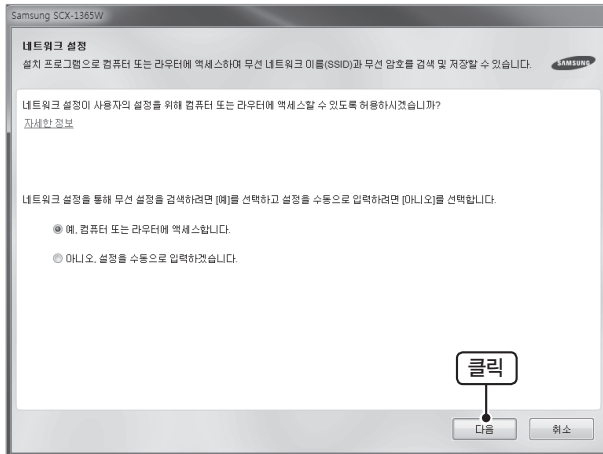 Samsung SCX-1365W
네트워크 설정
설치 프로그램으로 컴퓨터 또는 라우터에 액세스하여 무선 네트워크 이름(SSID)과 무선 암호를 검색 및 저장할 수 있습니다.
SAMSUNG
네트워크 설정이 사용자의 설정을 위해 컴퓨터 또는 라우터에 액세스할 수 있도록 허용하시겠습니까?
자세한 정보
네트워크 설정을 통해 무선 설정을 검색하려면 [예]를 선택하고 설정을 수동으로 입력하려면 [아니오]를 선택합니다.
예, 컴퓨터 또는 라우터에 액세스합니다.
아니오, 설정을 수동으로 입력하겠습니다.
클릭
다음 취소